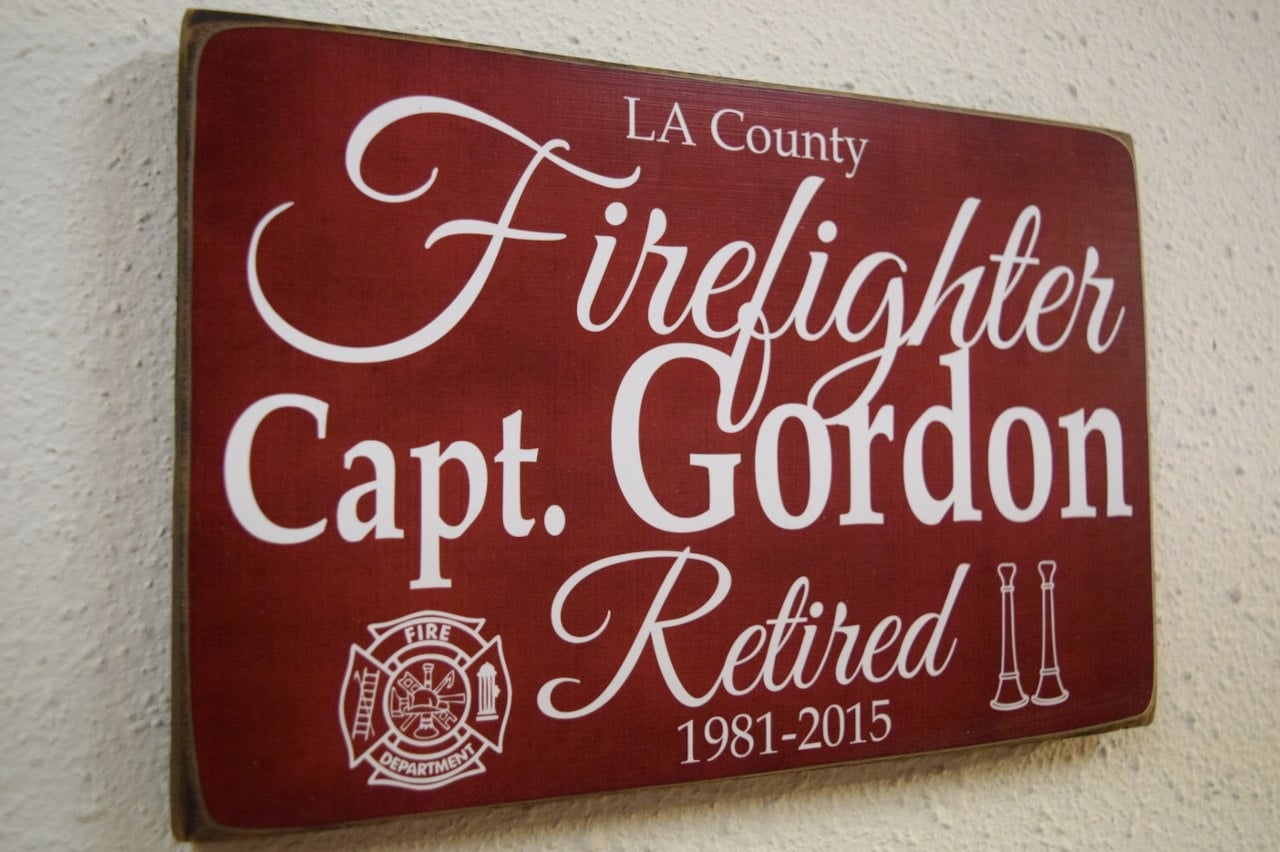 LA County
Firefighter
Capt. Gordon
Retired
1981-2015
FIRE
DEPARTMENT